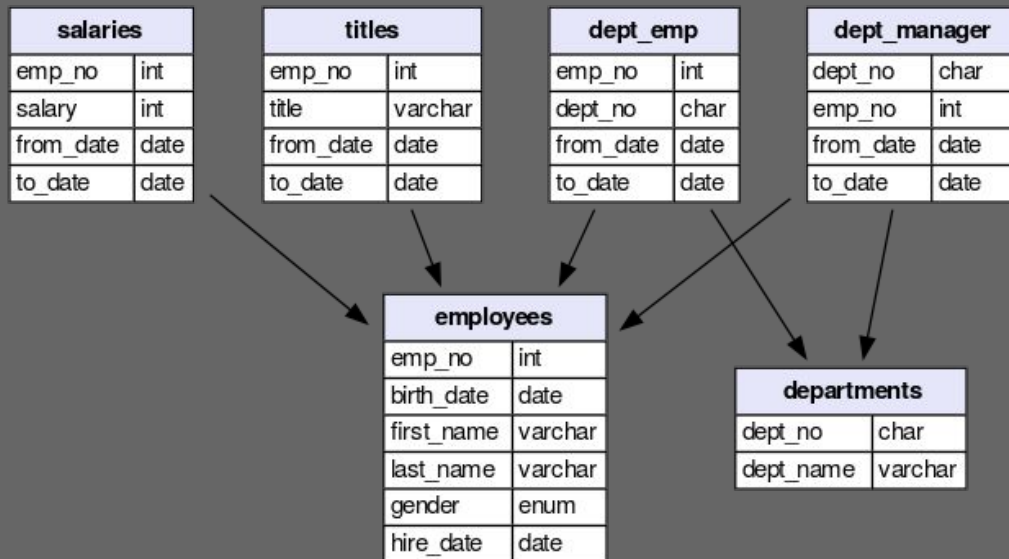 salaries
emp_no int
salary int
from_date date
to_date date
titles
emp_no int
title varchar
from_date date
to_date date
dept_emp
emp_no int
dept_no char
from_date date
to_date date
dept_manager
dept_no char
emp_no int
from_date date
to_date date
employees
emp_no int
birth_date date
first_name varchar
last_name varchar
gender enum
hire_date date
departments
dept_no char
dept_name varchar